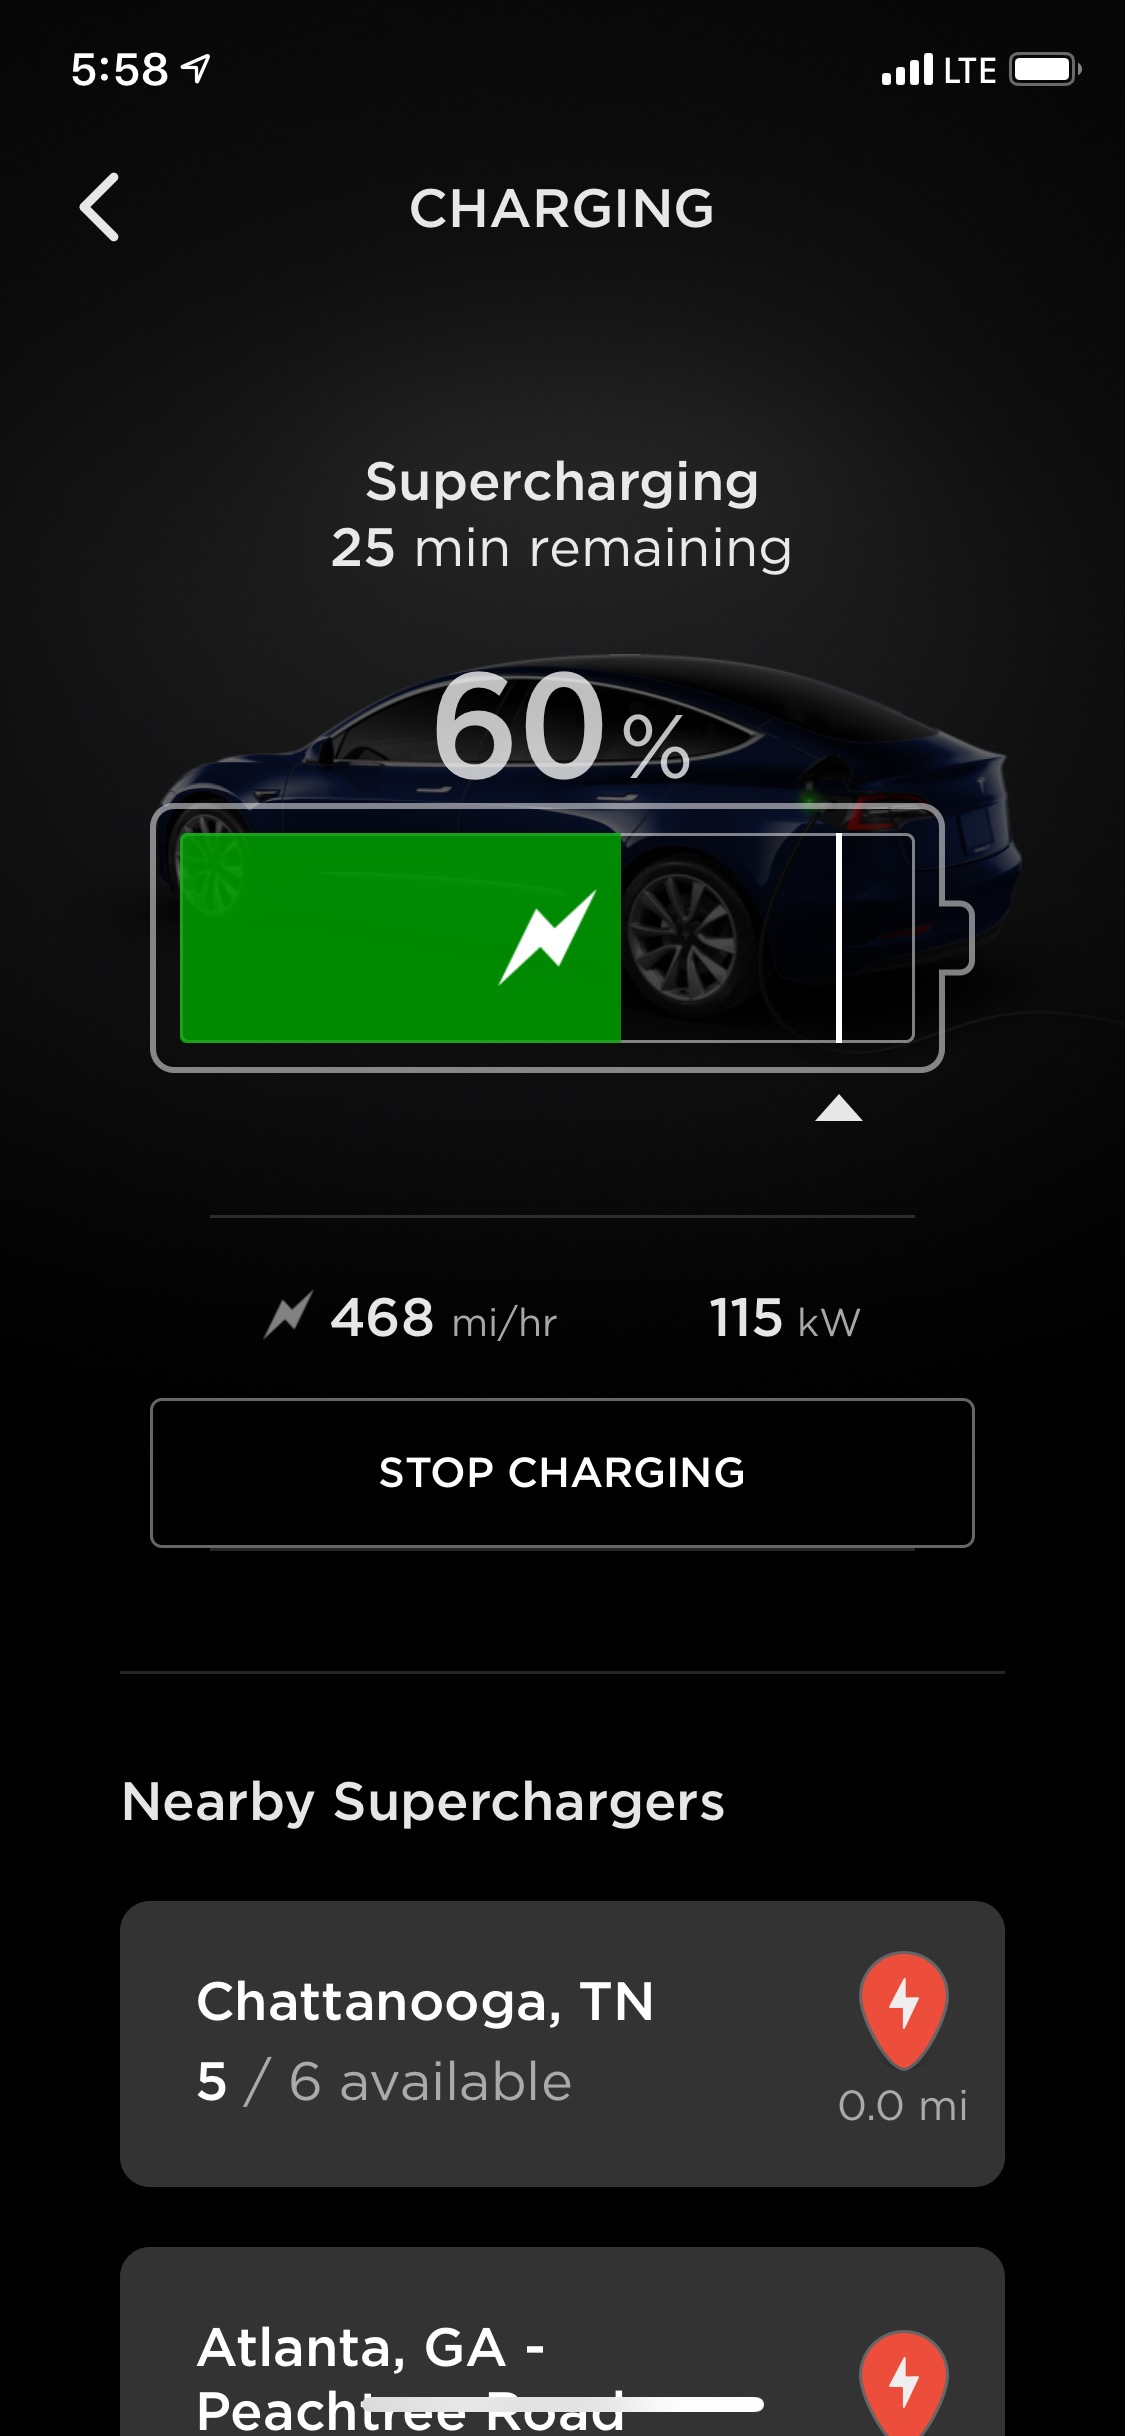 5:58 LTE
CHARGING
Supercharging
25 min remaining
60 %
468 mi/hr 115 kW
STOP CHARGING
Nearby Superchargers
Chattanooga, TN
5 / 6 available
0.0 mi
Atlanta, GA -
Peachtree Road